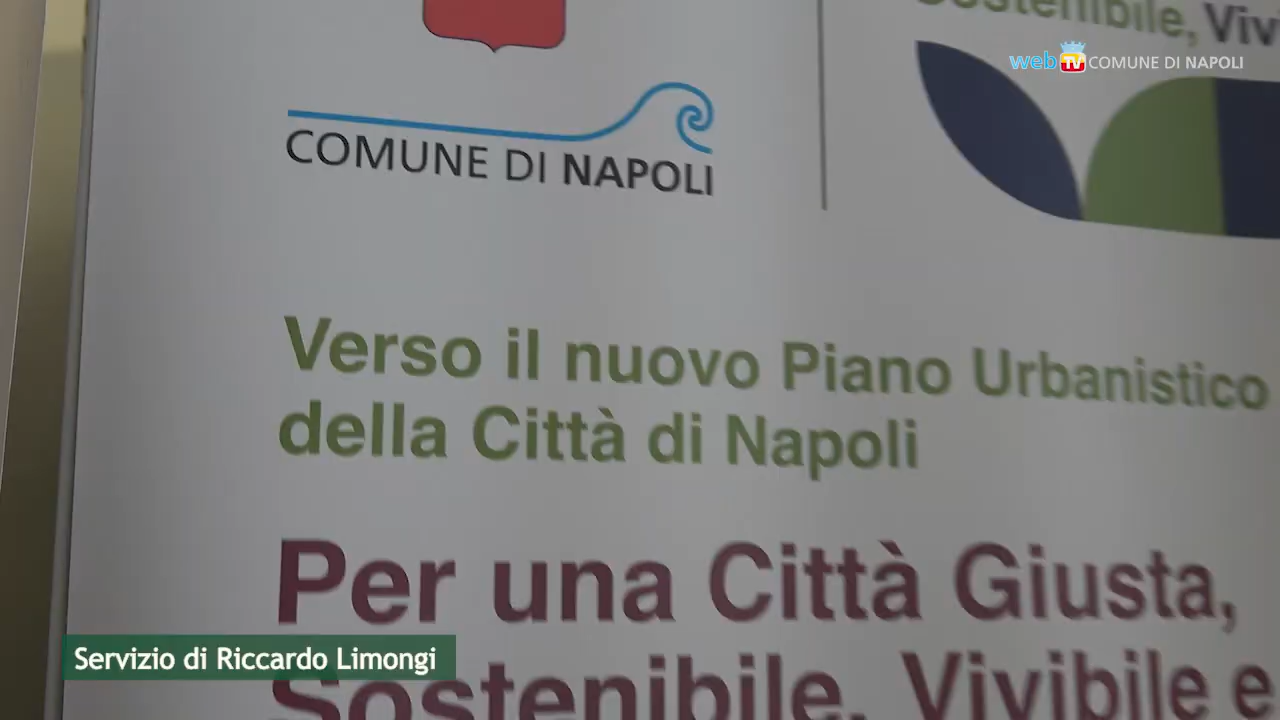 Sostenibile, Viv
web TV COMUNE DI NAPOLI
COMUNE DI NAPOLI
Verso il nuovo Piano Urbanistico
della Città di Napoli
Per una Città Giusta,
Sostenibile, Vivibile e
Servizio di Riccardo Limongi